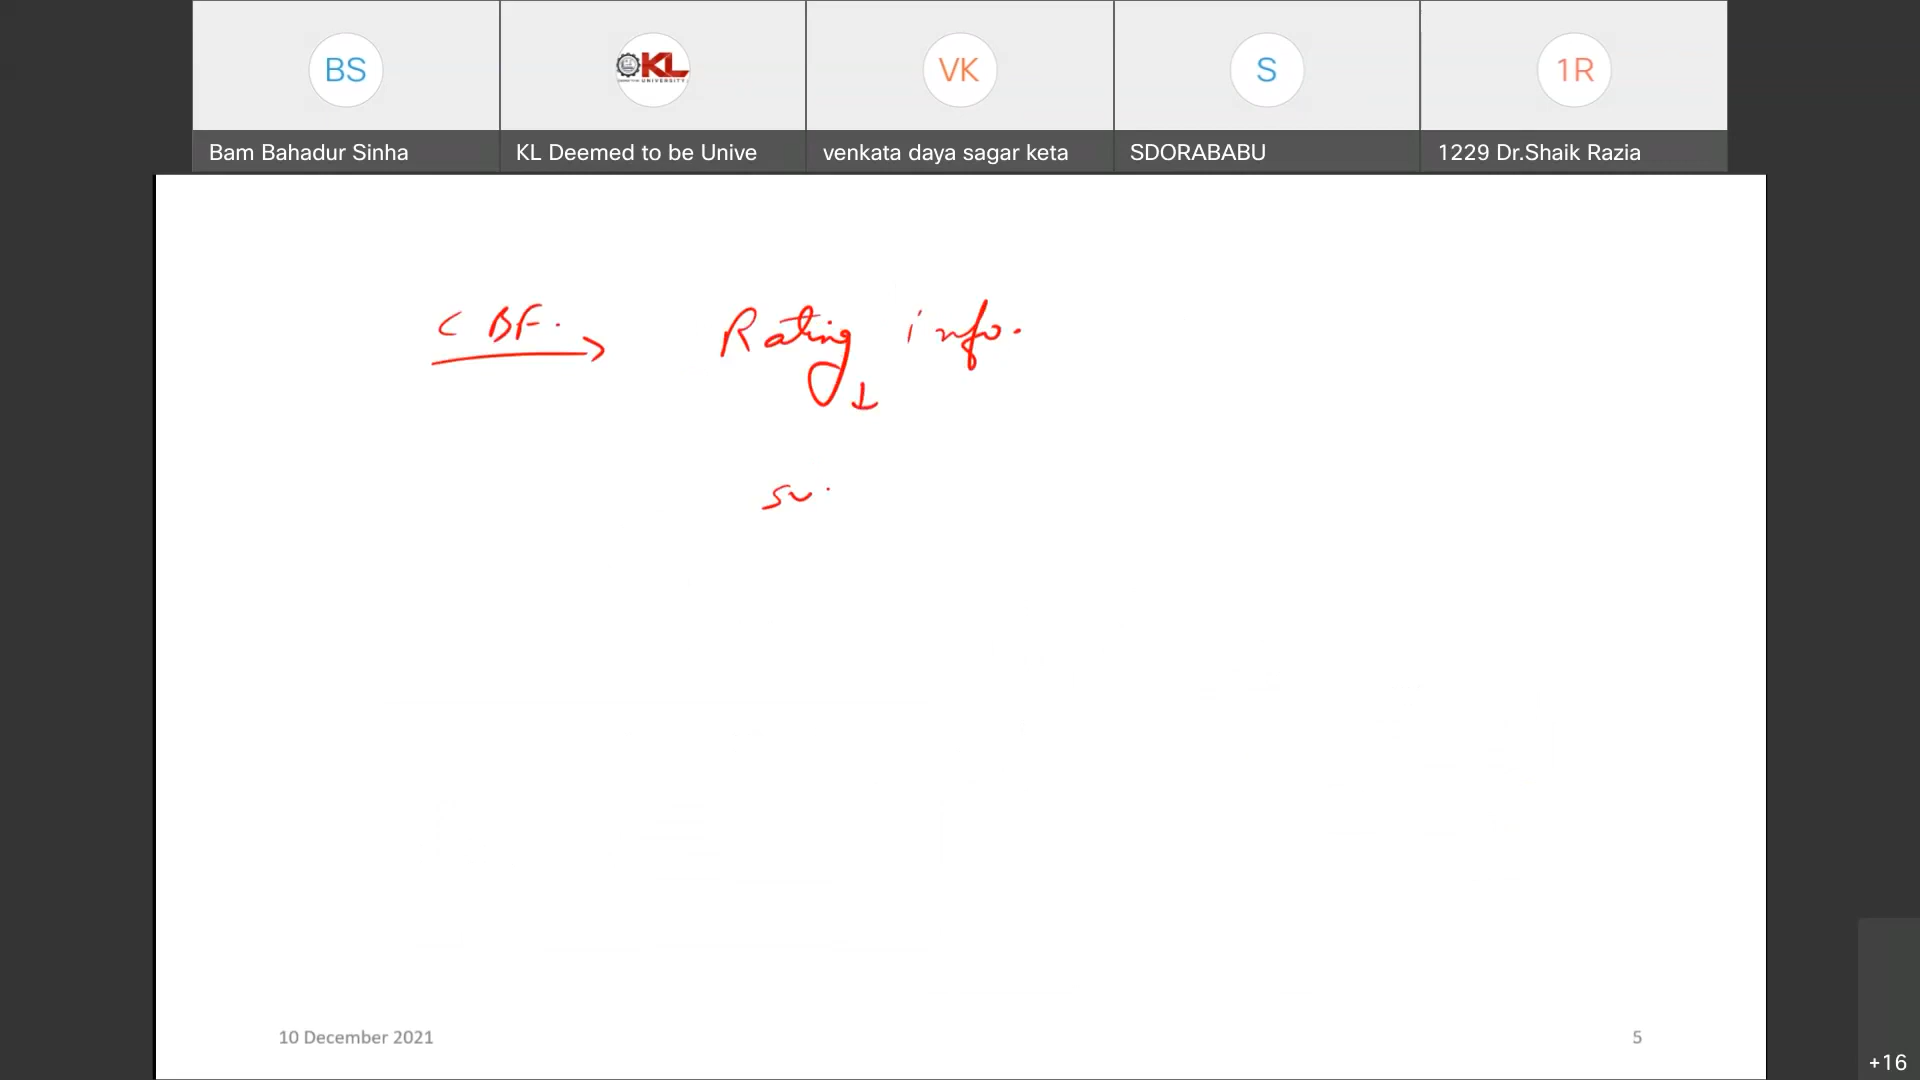 BS
KL
UNIVERSITY
VK
S
1R
Bam Bahadur Sinha
KL Deemed to be Unive
venkata daya sagar keta
SDORABABU
1229 Dr.Shaik Razia
CBF.
Rating info.
10 December 2021
5
+16